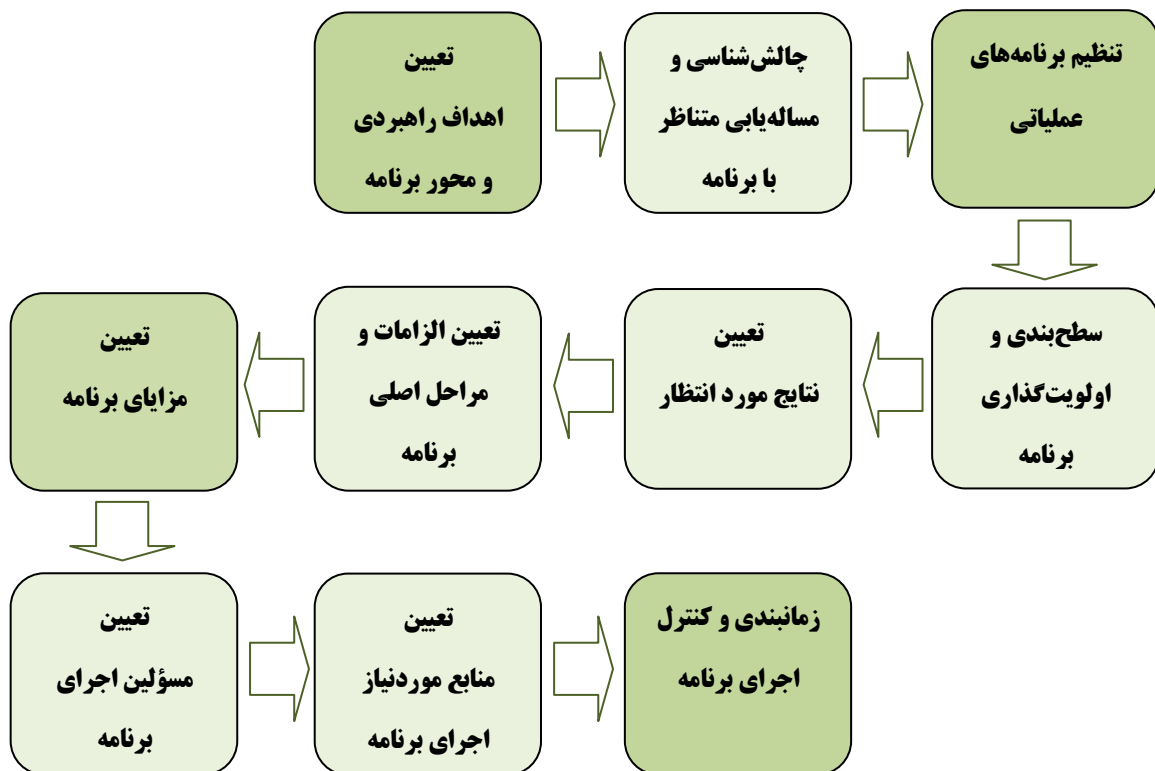 تعیین
اهداف راهبردی
و محور برنامه
چالش‌شناسی و
مساله‌یابی متناظر
با برنامه
تنظیم برنامه‌های
عملیاتی
سطح‌بندی و
اولویت‌گذاری
برنامه
تعیین
نتایج مورد انتظار
تعیین الزامات و
مراحل اصلی
برنامه
تعیین
مزایای برنامه
تعیین
مسؤلین اجرای
برنامه
تعیین
منابع موردنیاز
اجرای برنامه
زمانبندی و کنترل
اجرای برنامه